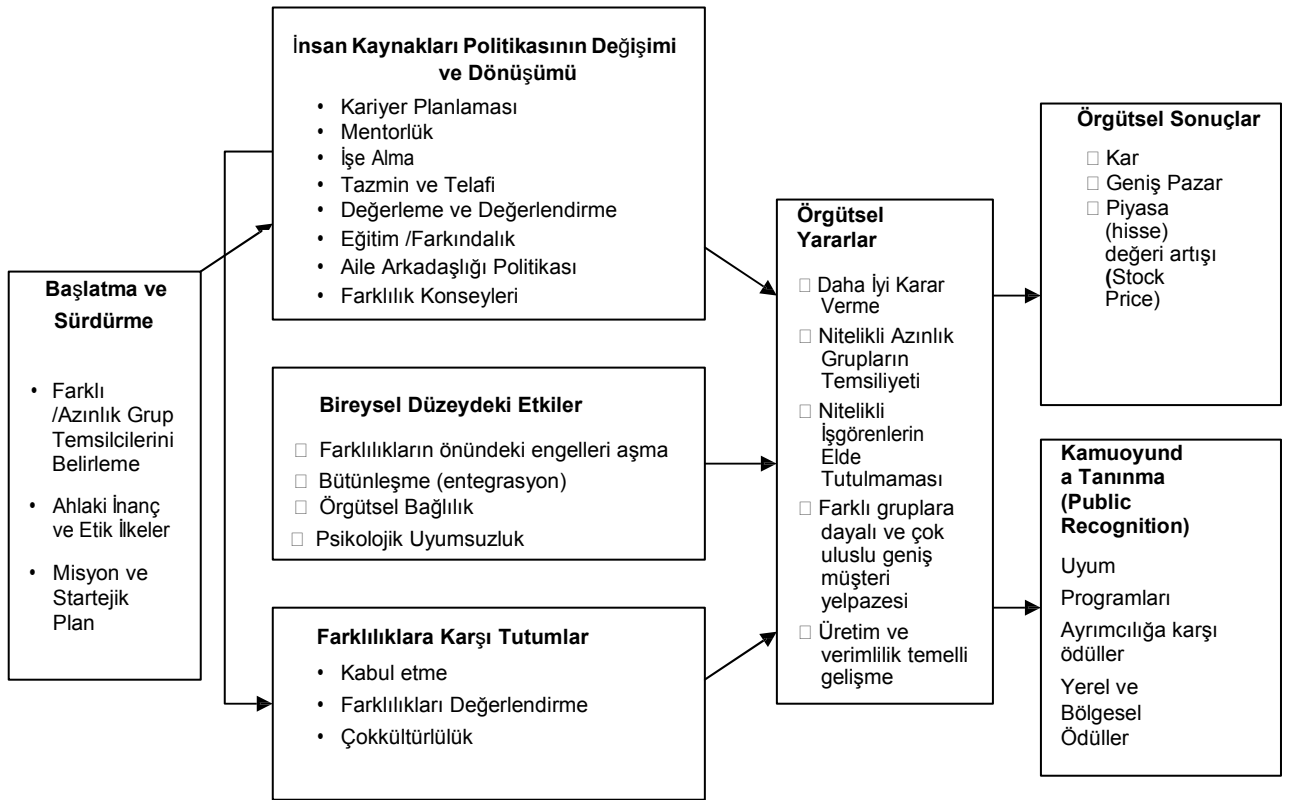 Başlatma ve
Sürdürme
• Farklı
/Azınlık Grup
Temsilcilerini
Belirleme
• Ahlaki İnanç
ve Etik İlkeler
• Misyon ve
Startejik
Plan
İnsan Kaynakları Politikasının Değişimi
ve Dönüşümü
• Kariyer Planlaması
• Mentorlük
• İşe Alma
• Tazmin ve Telafi
• Değerleme ve Değerlendirme
• Eğitim /Farkındalık
• Aile Arkadaşlığı Politikası
• Farklılık Konseyleri
Bireysel Düzeydeki Etkiler
□ Farklılıkların önündeki engelleri aşma
□ Bütünleşme (entegrasyon)
□ Örgütsel Bağlılık
□ Psikolojik Uyumsuzluk
Farklılıklara Karşı Tutumlar
• Kabul etme
• Farklılıkları Değerlendirme
• Çokkültürlülük
Örgütsel
Yararlar
□ Daha İyi Karar
Verme
□ Nitelikli Azınlık
Grupların
Temsiliyeti
□ Nitelikli
İşgörenlerin
Elde
Tutulmaması
□ Farklı gruplara
dayalı ve çok
uluslu geniş
müşteri
yelpazesi
□ Üretim ve
verimlilik temelli
gelişme
Örgütsel Sonuçlar
□ Kar
□ Geniş Pazar
□ Piyasa
(hisse)
değeri artışı
(Stock
Price)
Kamuoyund
a Tanınma
(Public
Recognition)
Uyum
Programları
Ayrımcılığa karşı
ödüller
Yerel ve
Bölgesel
Ödüller